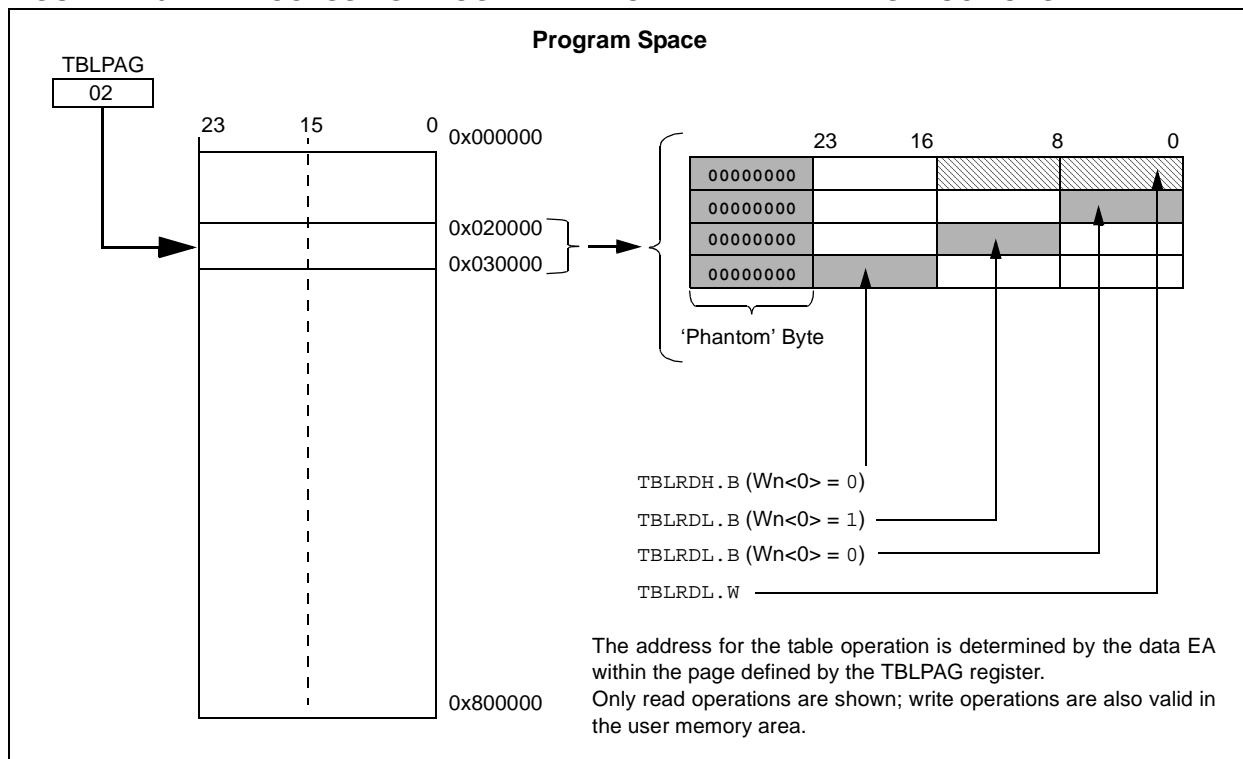 Program Space
TBLPAG
02
23 15 0
0x000000
0x020000
0x030000
0x800000
23 16 8 0
00000000
00000000
00000000
00000000
‘Phantom’ Byte
TBLRDH.B (Wn<0> = 0)
TBLRDL.B (Wn<0> = 1)
TBLRDL.B (Wn<0> = 0)
TBLRDL.W
The address for the table operation is determined by the data EA
within the page defined by the TBLPAG register.
Only read operations are shown; write operations are also valid in
the user memory area.